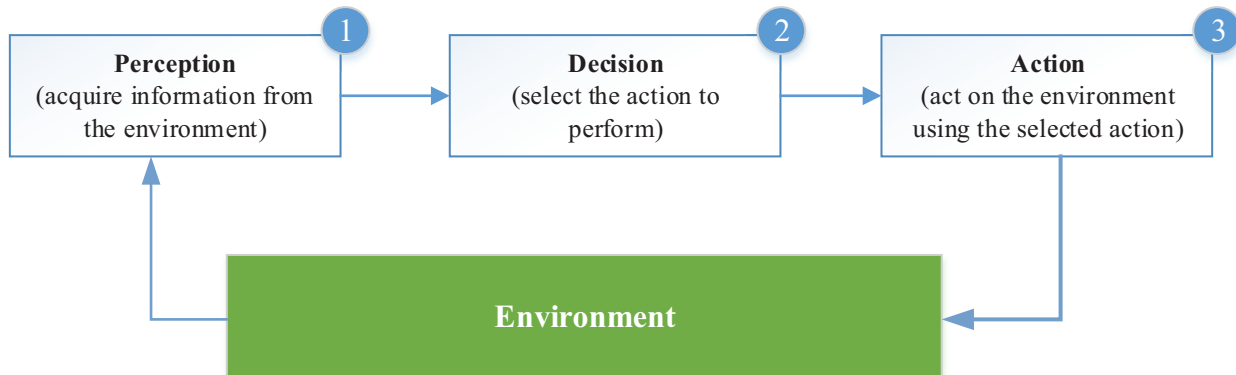 1
Perception
(acquire information from
the environment)
2
Decision
(select the action to
perform)
3
Action
(act on the environment
using the selected action)
Environment